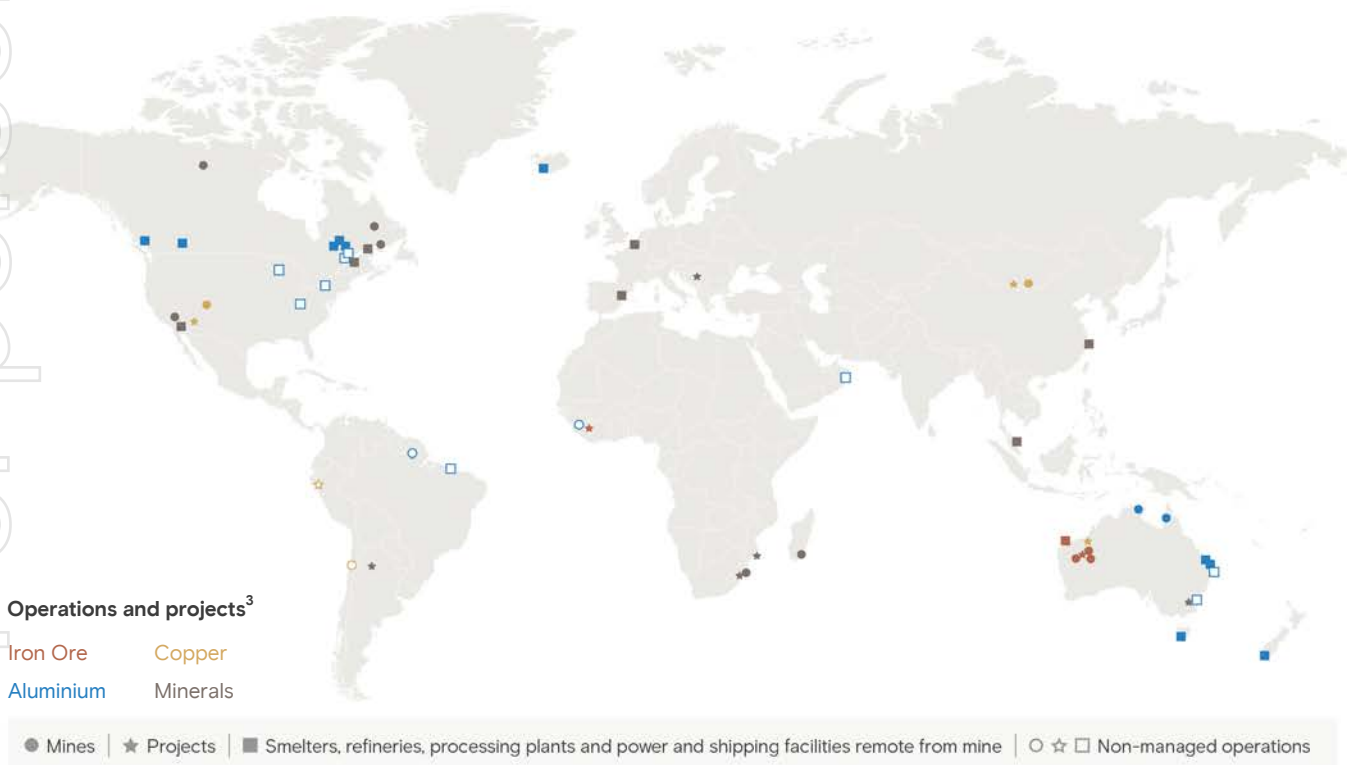 Operations and projects³
Iron Ore Copper
Aluminium Minerals
Mines | Projects | Smelters, refineries, processing plants and power and shipping facilities remote from mine | Non-managed operations